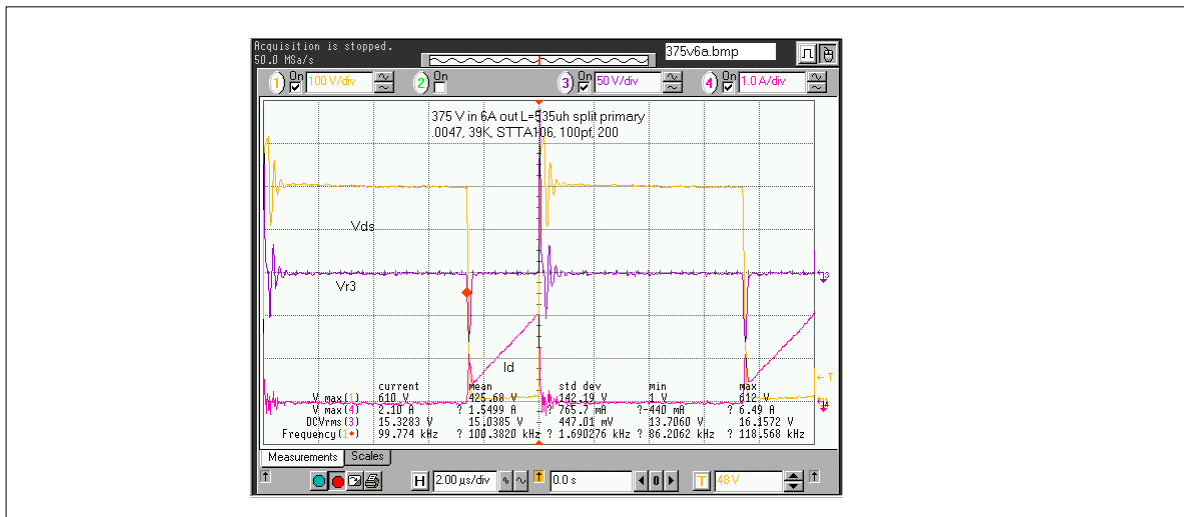 Acquisition is stopped.
50.0 MSa/s
375v6a.bmp
1 On 100 V/div 2 On 3 On 50 V/div 4 On 1.0 A/div
375 V in 6A out L=535uh split primary
.0047, 39K, STTA106, 100pf, 200
Vds
Vr3
Id
T
current mean std dev min max
V max(1) 610 V 425.68 V 142.19 V 1 V 612 V
V max(4) 2.10 A ? 1.5499 A ? 765.7 mA ?-440 mA ? 6.49 A
DCVrms(3) 15.3283 V 15.0385 V 447.01 mV 13.7060 V 16.1572 V
Frequency(1♦) 99.774 kHz ? 100.3820 kHz ? 1.690276 kHz ? 86.2062 kHz ? 118.568 kHz
Measurements Scales
H 2.00 µs/div 0.0 s 0 T 48 V